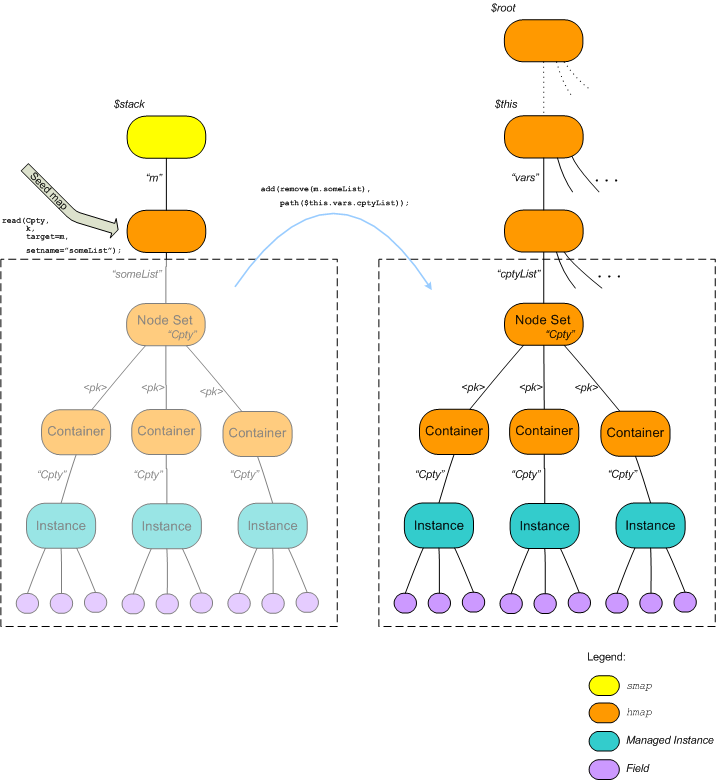 $root
$stack
$this
"m"
"vars"
. . .
Seed map
add(remove(m.someList),
path($this.vars.cptyList));
read(Cpty,
k,
target=m,
setname="someList");
"someList"
"cptyList"
. . .
Node Set
"Cpty"
Node Set
"Cpty"
<pk>
<pk>
<pk>
<pk>
<pk>
<pk>
Container
Container
Container
Container
Container
Container
"Cpty"
"Cpty"
"Cpty"
"Cpty"
"Cpty"
"Cpty"
Instance
Instance
Instance
Instance
Instance
Instance
Legend:
smap
hmap
Managed Instance
Field